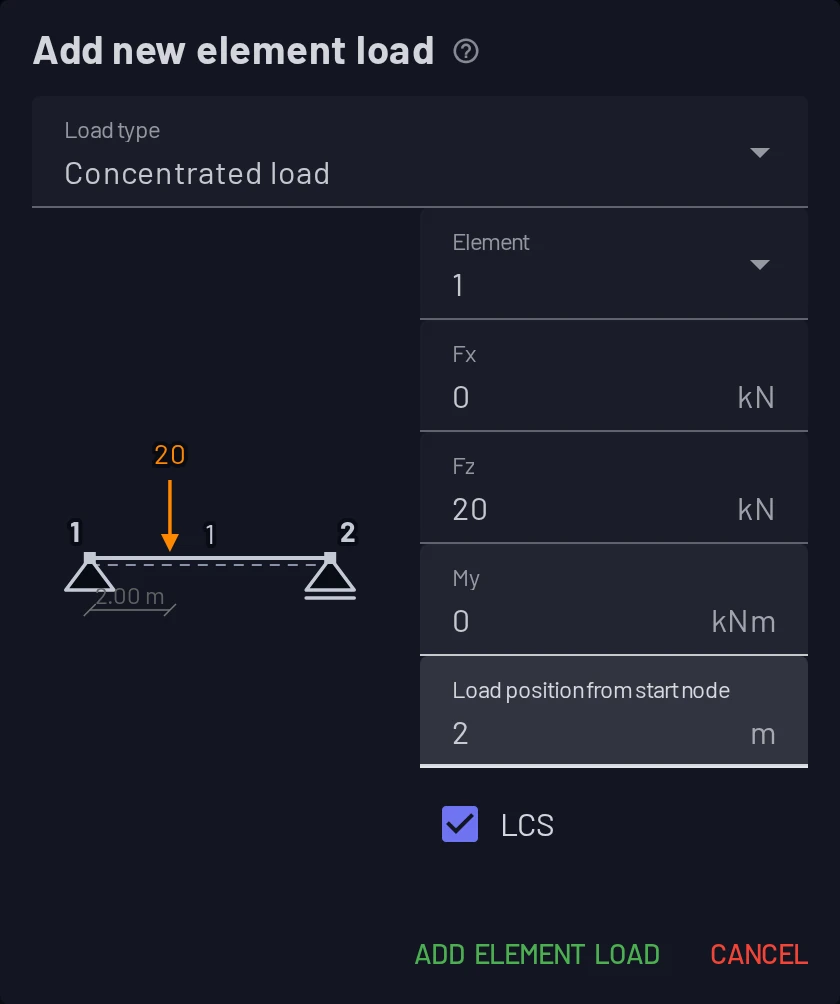 Add new element load ?
Load type
Concentrated load
Element
1
Fx
0 kN
Fz
20 kN
My
0 kNm
Load position from start node
2 m
LCS
20
1 1 2
2.00 m
ADD ELEMENT LOAD CANCEL